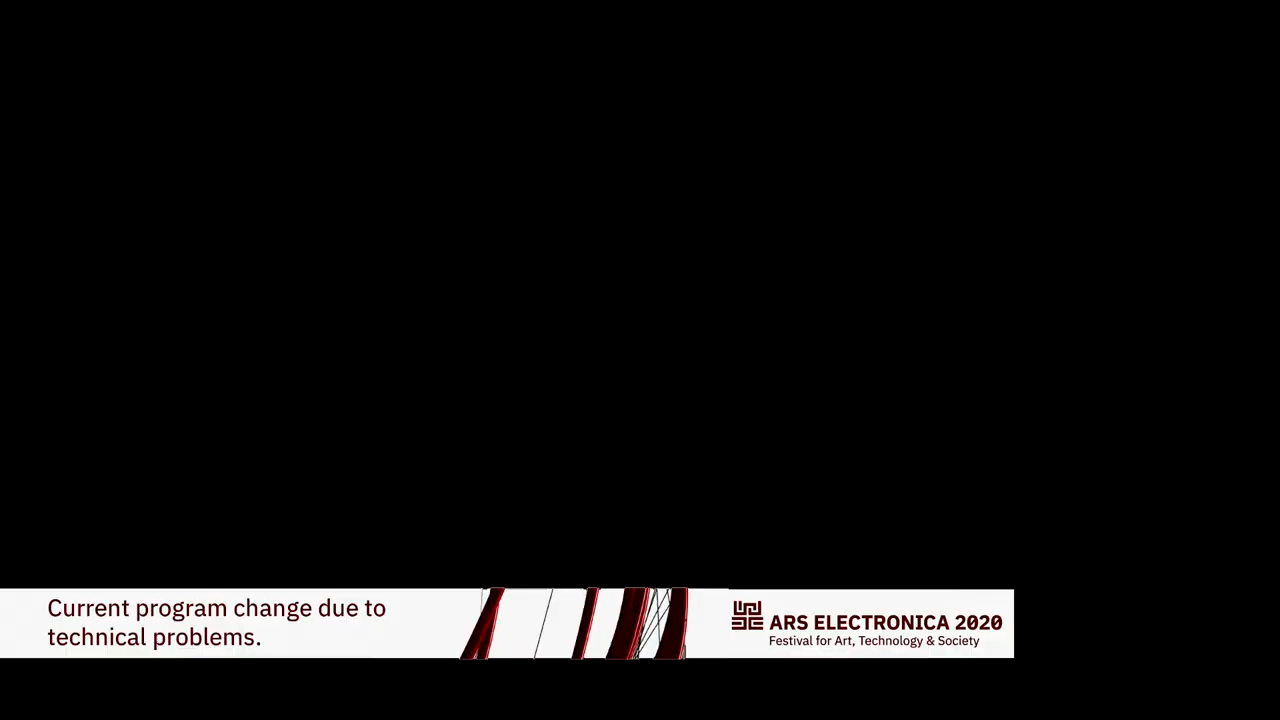 Current program change due to
technical problems.
ARS ELECTRONICA 2020
Festival for Art, Technology & Society